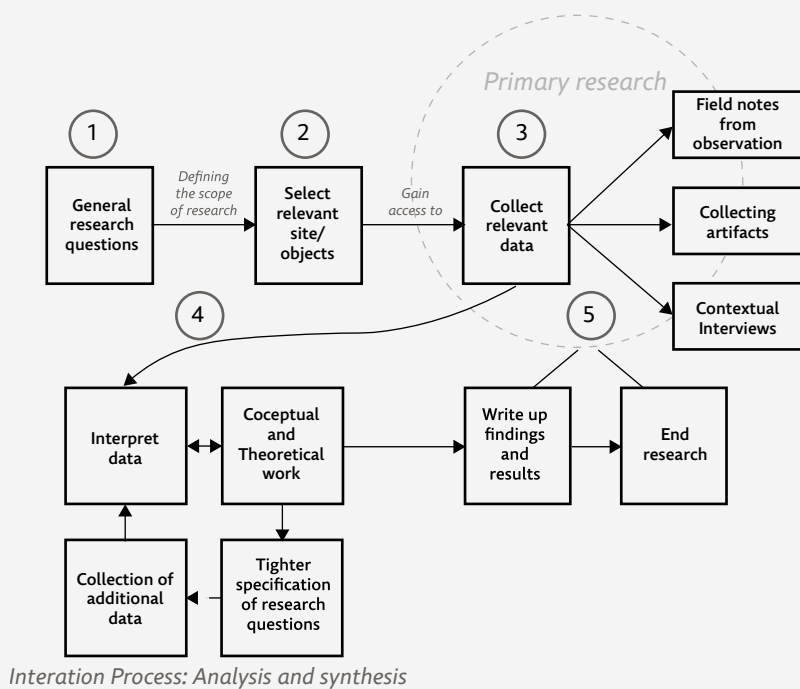 Primary research
1
2
3
General
research
questions
Defining
the scope
of research
Select
relevant
site/
objects
Gain
access to
Collect
relevant
data
Field notes
from
observation
Collecting
artifacts
Contextual
Interviews
4
5
Interpret
data
Coceptual
and
Theoretical
work
Write up
findings
and
results
End
research
Collection of
additional
data
Tighter
specification
of research
questions
Interation Process: Analysis and synthesis